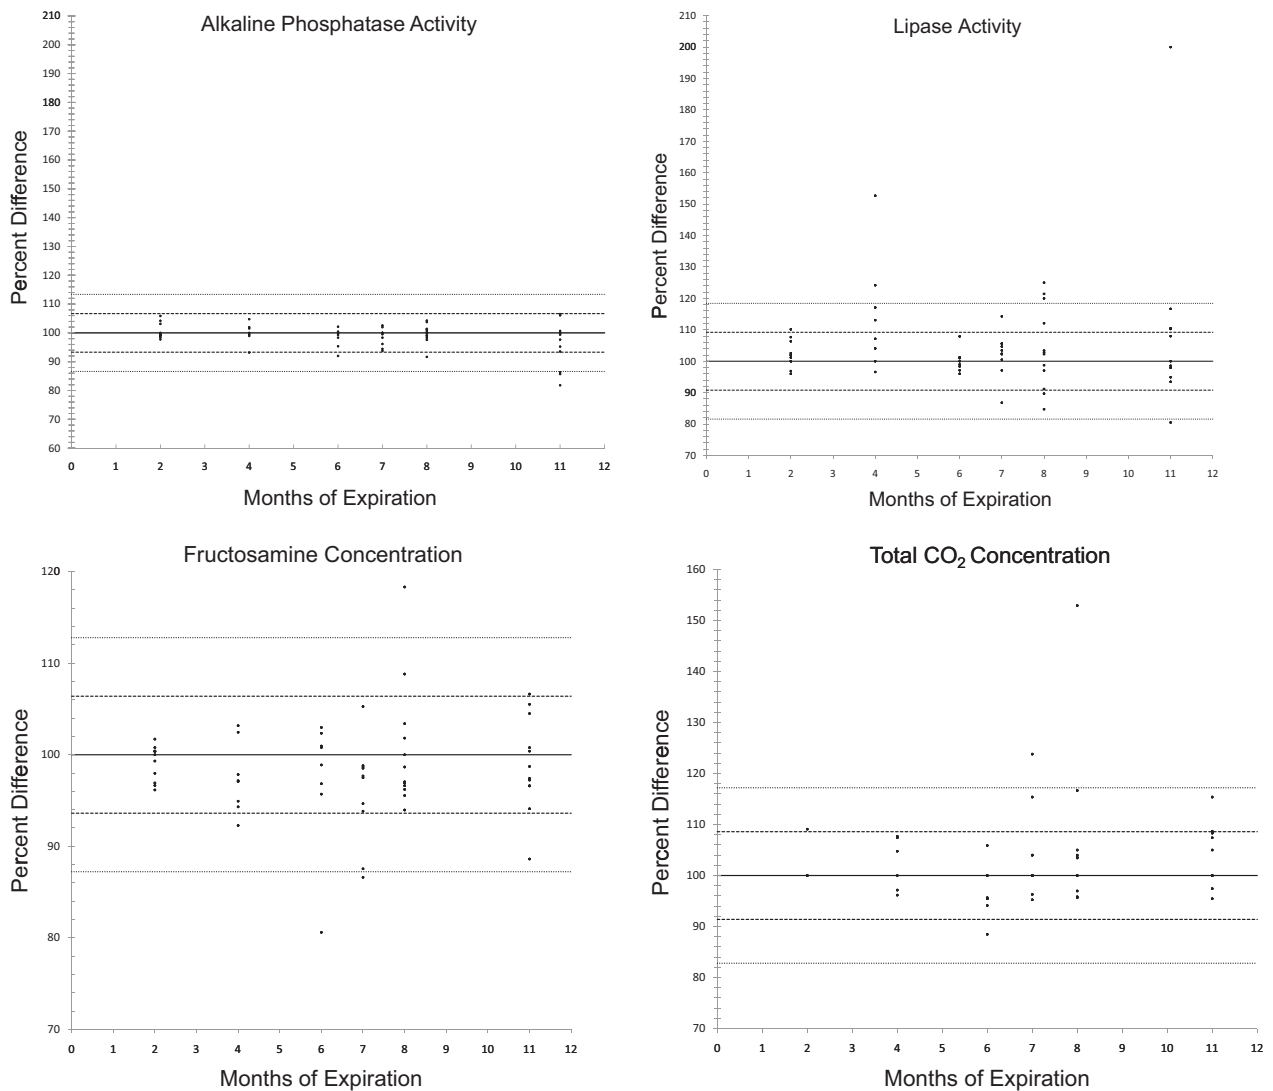 Alkaline Phosphatase Activity
Percent Difference
210
200
190
180
170
160
150
140
130
120
110
100
90
80
70
60
0 1 2 3 4 5 6 7 8 9 10 11 12
Months of Expiration
Lipase Activity
Percent Difference
210
200
190
180
170
160
150
140
130
120
110
100
90
80
70
0 1 2 3 4 5 6 7 8 9 10 11 12
Months of Expiration
Fructosamine Concentration
Percent Difference
120
110
100
90
80
70
0 1 2 3 4 5 6 7 8 9 10 11 12
Months of Expiration
Total CO₂ Concentration
Percent Difference
160
150
140
130
120
110
100
90
80
70
0 1 2 3 4 5 6 7 8 9 10 11 12
Months of Expiration